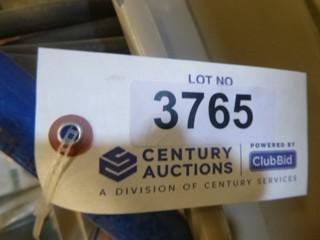 LOT NO
3765
CENTURY
AUCTIONS
POWERED BY
ClubBid
A DIVISION OF CENTURY SERVICES